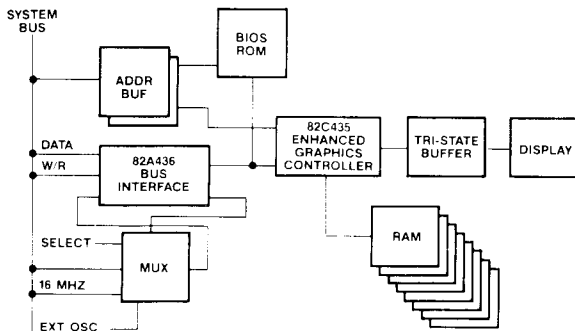 SYSTEM
BUS
BIOS
ROM
ADDR
BUF
82C435
ENHANCED
GRAPHICS
CONTROLLER
TRI-STATE
BUFFER
DISPLAY
DATA
W/R
82A436
BUS
INTERFACE
RAM
SELECT
MUX
16 MHZ
EXT OSC